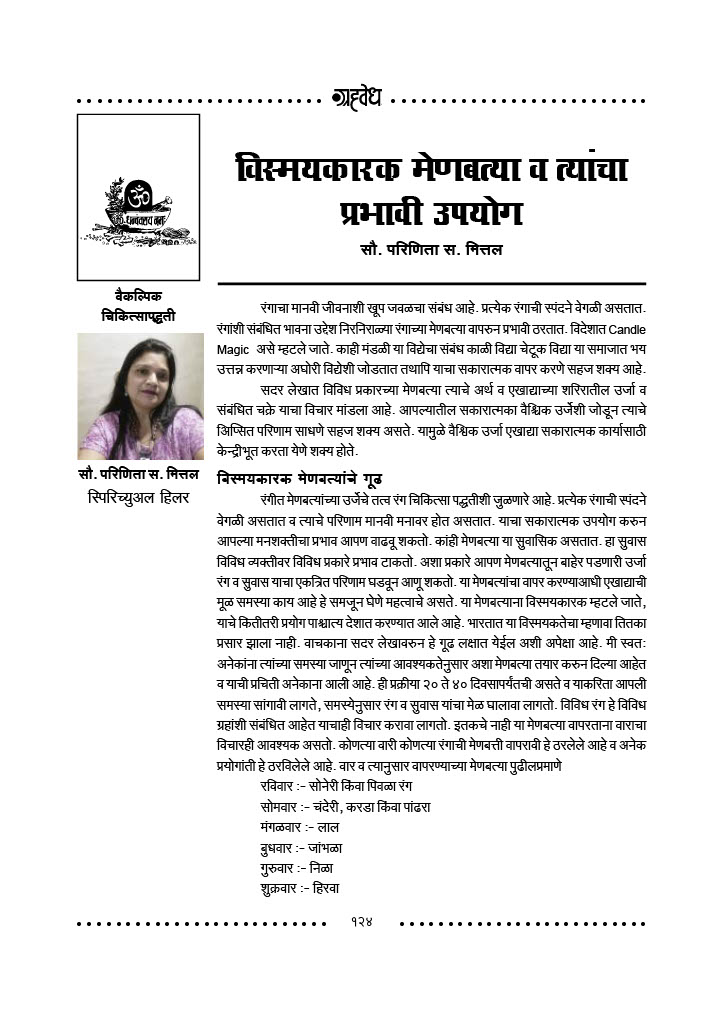 ग्रहवेध
विस्मयकारक मेणबत्या व त्यांचा
प्रभावी उपयोग
सौ. परिणिता स. मित्तल
ॐ
धन्वंतराय नमः
वैकल्पिक
चिकित्सापद्धती
सौ. परिणिता स. मित्तल
स्पिरिच्युअल हिलर
रंगाचा मानवी जीवनाशी खूप जवळचा संबंध आहे. प्रत्येक रंगाची स्पंदने वेगळी असतात.
रंगांशी संबंधित भावना उद्देश निरनिराळ्या रंगाच्या मेणबत्या वापरुन प्रभावी ठरतात. विदेशात Candle
Magic असे म्हटले जाते. काही मंडळी या विद्येचा संबंध काळी विद्या चेटूक विद्या या समाजात भय
उत्तन्न करणाऱ्या अघोरी विद्येशी जोडतात तथापि याचा सकारात्मक वापर करणे सहज शक्य आहे.
सदर लेखात विविध प्रकारच्या मेणबत्या त्याचे अर्थ व एखाद्याच्या शरिरातील उर्जा व
संबंधित चक्रे याचा विचार मांडला आहे. आपल्यातील सकारात्मका वैश्विक उर्जेशी जोडून त्याचे
अिप्सित परिणाम साधणे सहज शक्य असते. यामुळे वैश्विक उर्जा एखाद्या सकारात्मक कार्यासाठी
केन्द्रीभूत करता येणे शक्य होते.
विस्मयकारक मेणबत्यांचे गूढ
रंगीत मेणबत्यांच्या उर्जेचे तत्व रंग चिकित्सा पद्धतीशी जुळणारे आहे. प्रत्येक रंगाची स्पंदने
वेगळी असतात व त्याचे परिणाम मानवी मनावर होत असतात. याचा सकारात्मक उपयोग करुन
आपल्या मनशक्तीचा प्रभाव आपण वाढवू शकतो. कांही मेणबत्या या सुवासिक असतात. हा सुवास
विविध व्यक्तीवर विविध प्रकारे प्रभाव टाकतो. अशा प्रकारे आपण मेणबत्यातून बाहेर पडणारी उर्जा
रंग व सुवास याचा एकत्रित परिणाम घडवून आणू शकतो. या मेणबत्यांचा वापर करण्याआधी एखाद्याची
मूळ समस्या काय आहे हे समजून घेणे महत्वाचे असते. या मेणबत्याना विस्मयकारक म्हटले जाते,
याचे कितीतरी प्रयोग पाश्चात्य देशात करण्यात आले आहे. भारतात या विस्मयकतेचा म्हणावा तितका
प्रसार झाला नाही. वाचकाना सदर लेखावरुन हे गूढ लक्षात येईल अशी अपेक्षा आहे. मी स्वतः
अनेकांना त्यांच्या समस्या जाणून त्यांच्या आवश्यकतेनुसार अशा मेणबत्या तयार करुन दिल्या आहेत
व याची प्रचिती अनेकाना आली आहे. ही प्रक्रीया २० ते ४० दिवसापर्यंतची असते व याकरिता आपली
समस्या सांगावी लागते, समस्येनुसार रंग व सुवास यांचा मेळ घालावा लागतो. विविध रंग हे विविध
ग्रहांशी संबंधित आहेत याचाही विचार करावा लागतो. इतकचे नाही या मेणबत्या वापरताना वाराचा
विचारही आवश्यक असतो. कोणत्या वारी कोणत्या रंगाची मेणबत्ती वापरावी हे ठरलेले आहे व अनेक
प्रयोगांती हे ठरविलेले आहे. वार व त्यानुसार वापरण्याच्या मेणबत्या पुढीलप्रमाणे
रविवार :- सोनेरी किंवा पिवळा रंग
सोमवार :- चंदेरी, करडा किंवा पांढरा
मंगळवार :- लाल
बुधवार :- जांभळा
गुरुवार :- निळा
शुक्रवार :- हिरवा
१२४